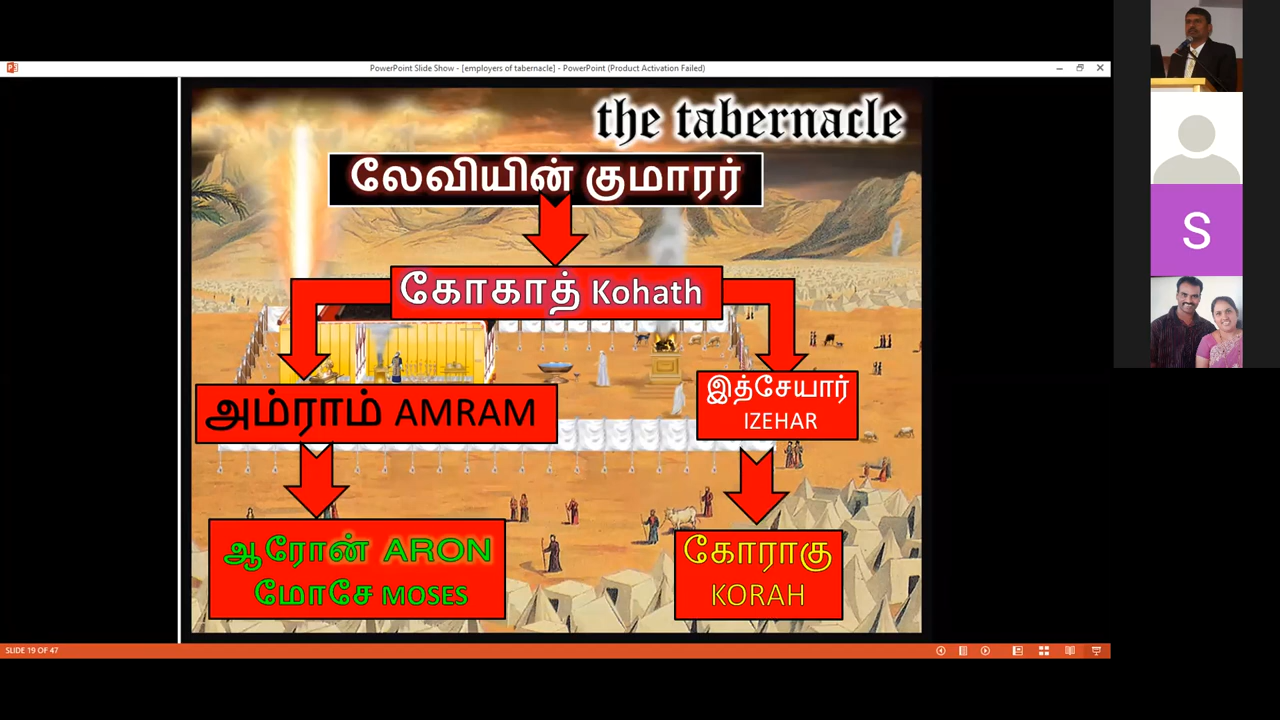 PowerPoint Slide Show - [employers of tabernacle] - PowerPoint (Product Activation Failed)
the tabernacle
லேவியின் குமாரர்
கோகாத் Kohath
அம்ராம் AMRAM
இத்சேயார்
IZEHAR
ஆரோன் ARON
மோசே MOSES
கோராகு
KORAH
SLIDE 19 OF 47
S